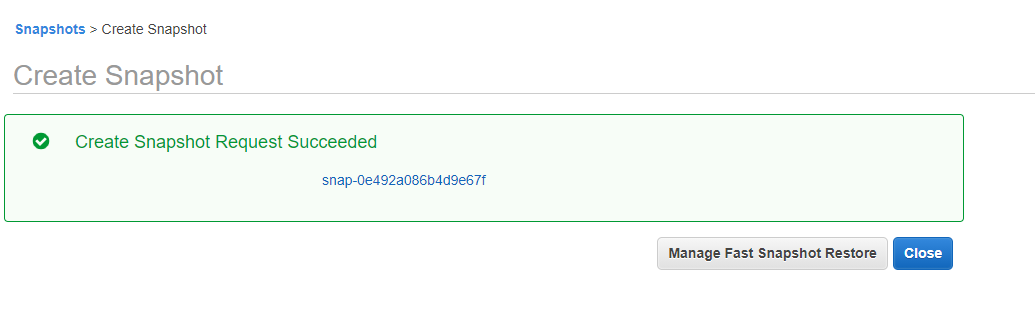 Snapshots > Create Snapshot
Create Snapshot
Create Snapshot Request Succeeded
snap-0e492a086b4d9e67f
Manage Fast Snapshot Restore Close